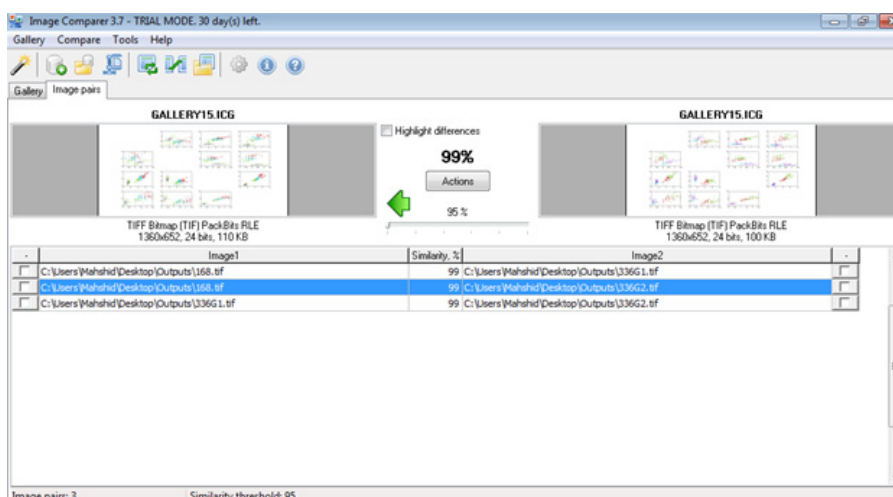 Image Comparer 3.7 - TRIAL MODE. 30 day(s) left.
Gallery Compare Tools Help
Gallery Image pairs
GALLERY15.ICG
GALLERY15.ICG
Highlight differences
99%
Actions
95 %
TIFF Bitmap (TIF) PackBits RLE
1360x652, 24 bits, 110 KB
TIFF Bitmap (TIF) PackBits RLE
1360x652, 24 bits, 100 KB
- Image1 Similarity, % Image2 -
C:\Users\Mahshid\Desktop\Outputs\168.tif 99 C:\Users\Mahshid\Desktop\Outputs\336G1.tif
C:\Users\Mahshid\Desktop\Outputs\168.tif 99 C:\Users\Mahshid\Desktop\Outputs\336G2.tif
C:\Users\Mahshid\Desktop\Outputs\336G1.tif 99 C:\Users\Mahshid\Desktop\Outputs\336G2.tif
Image pairs: 3 Similarity threshold: 95